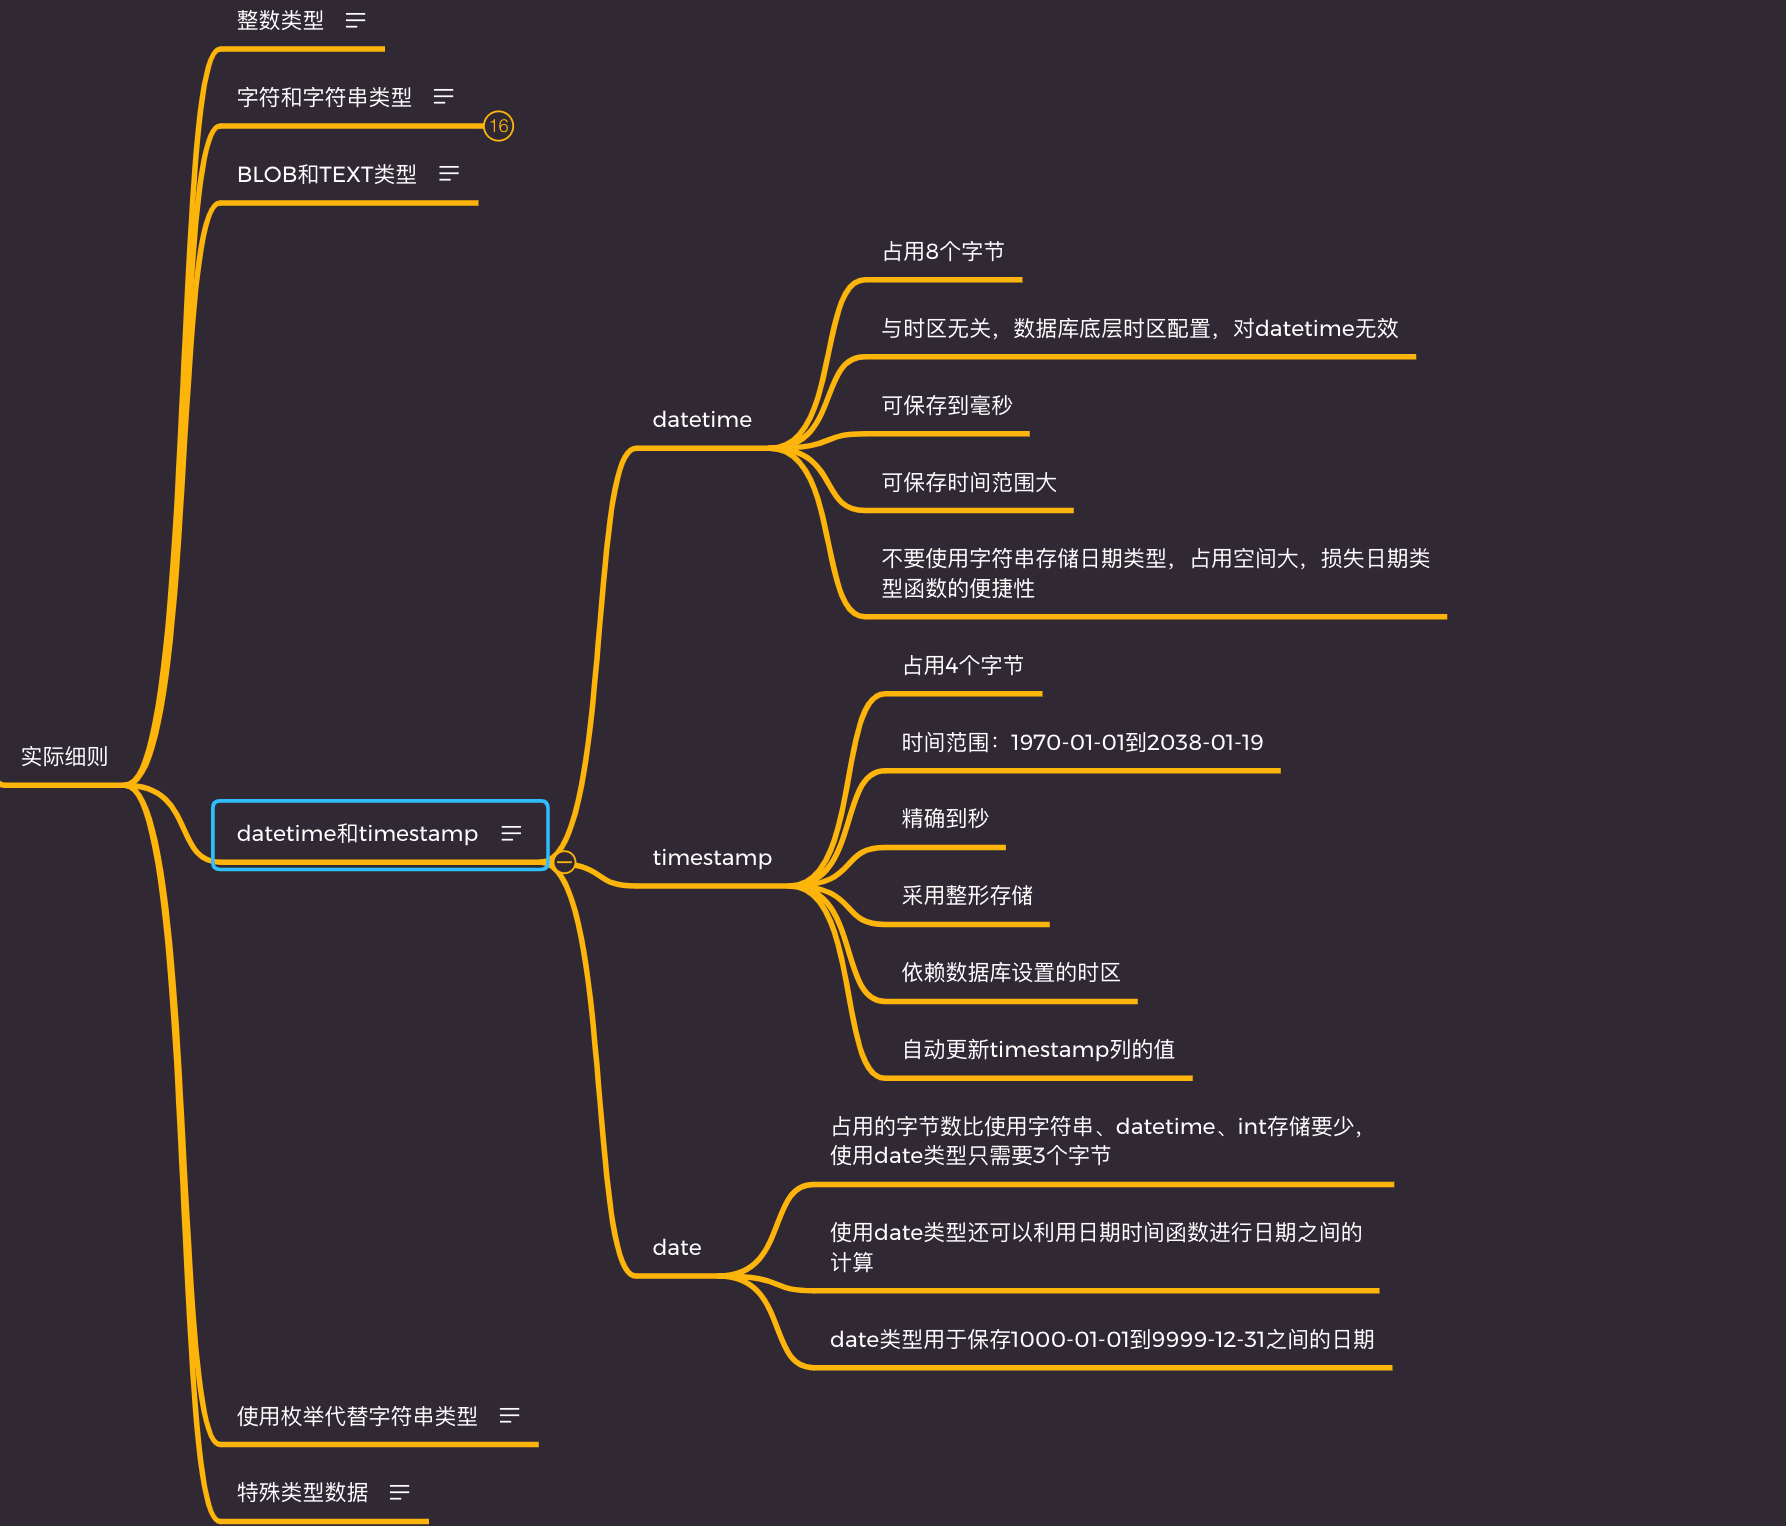 整数类型
字符和字符串类型
16
BLOB和TEXT类型
占用8个字节
与时区无关，数据库底层时区配置，对datetime无效
可保存到毫秒
datetime
可保存时间范围大
不要使用字符串存储日期类型，占用空间大，损失日期类
型函数的便捷性
占用4个字节
时间范围：1970-01-01到2038-01-19
实际细则
精确到秒
datetime和timestamp
timestamp
采用整形存储
依赖数据库设置的时区
自动更新timestamp列的值
占用的字节数比使用字符串、datetime、int存储要少，
使用date类型只需要3个字节
date
使用date类型还可以利用日期时间函数进行日期之间的
计算
date类型用于保存1000-01-01到9999-12-31之间的日期
使用枚举代替字符串类型
特殊类型数据